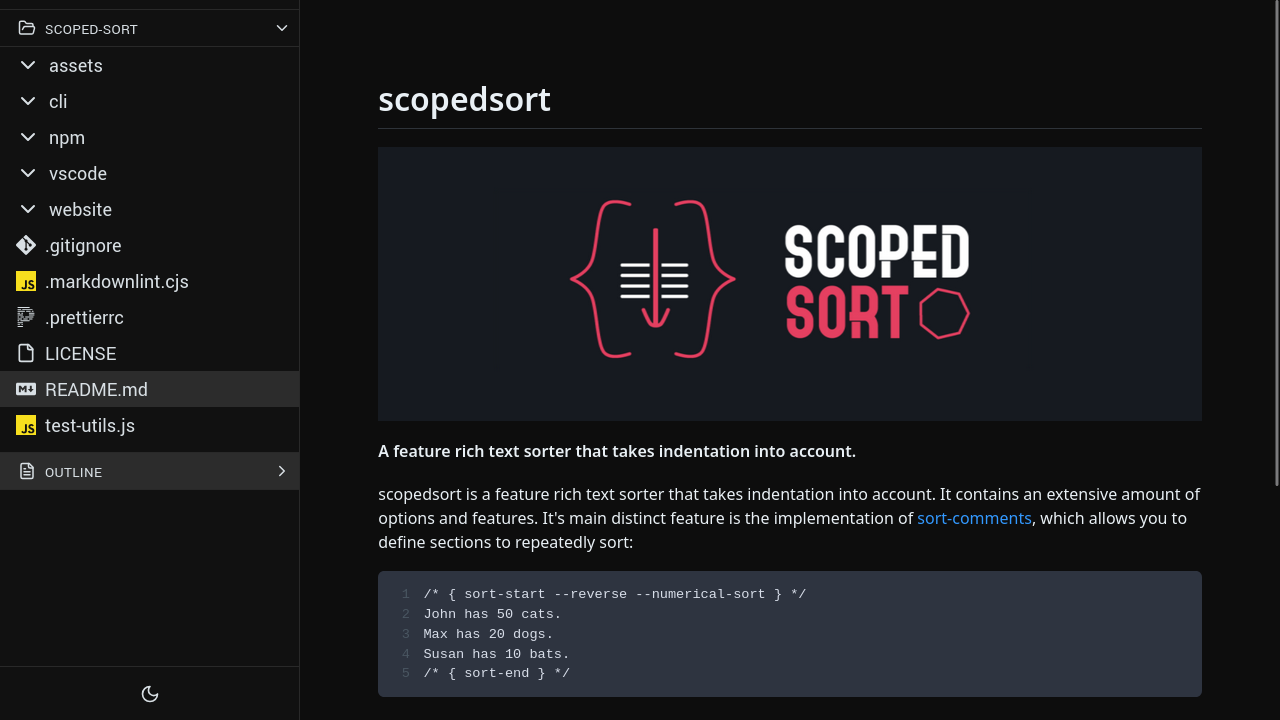 SCOPED-SORT
assets
cli
npm
vscode
website
.gitignore
.markdownlint.cjs
.prettierrc
LICENSE
README.md
test-utils.js
OUTLINE
scopedsort
SCOPED
SORT
A feature rich text sorter that takes indentation into account.
scopedsort is a feature rich text sorter that takes indentation into account. It contains an extensive amount of
options and features. It's main distinct feature is the implementation of sort-comments, which allows you to
define sections to repeatedly sort:
1 /* { sort-start --reverse --numerical-sort } */
2 John has 50 cats.
3 Max has 20 dogs.
4 Susan has 10 bats.
5 /* { sort-end } */